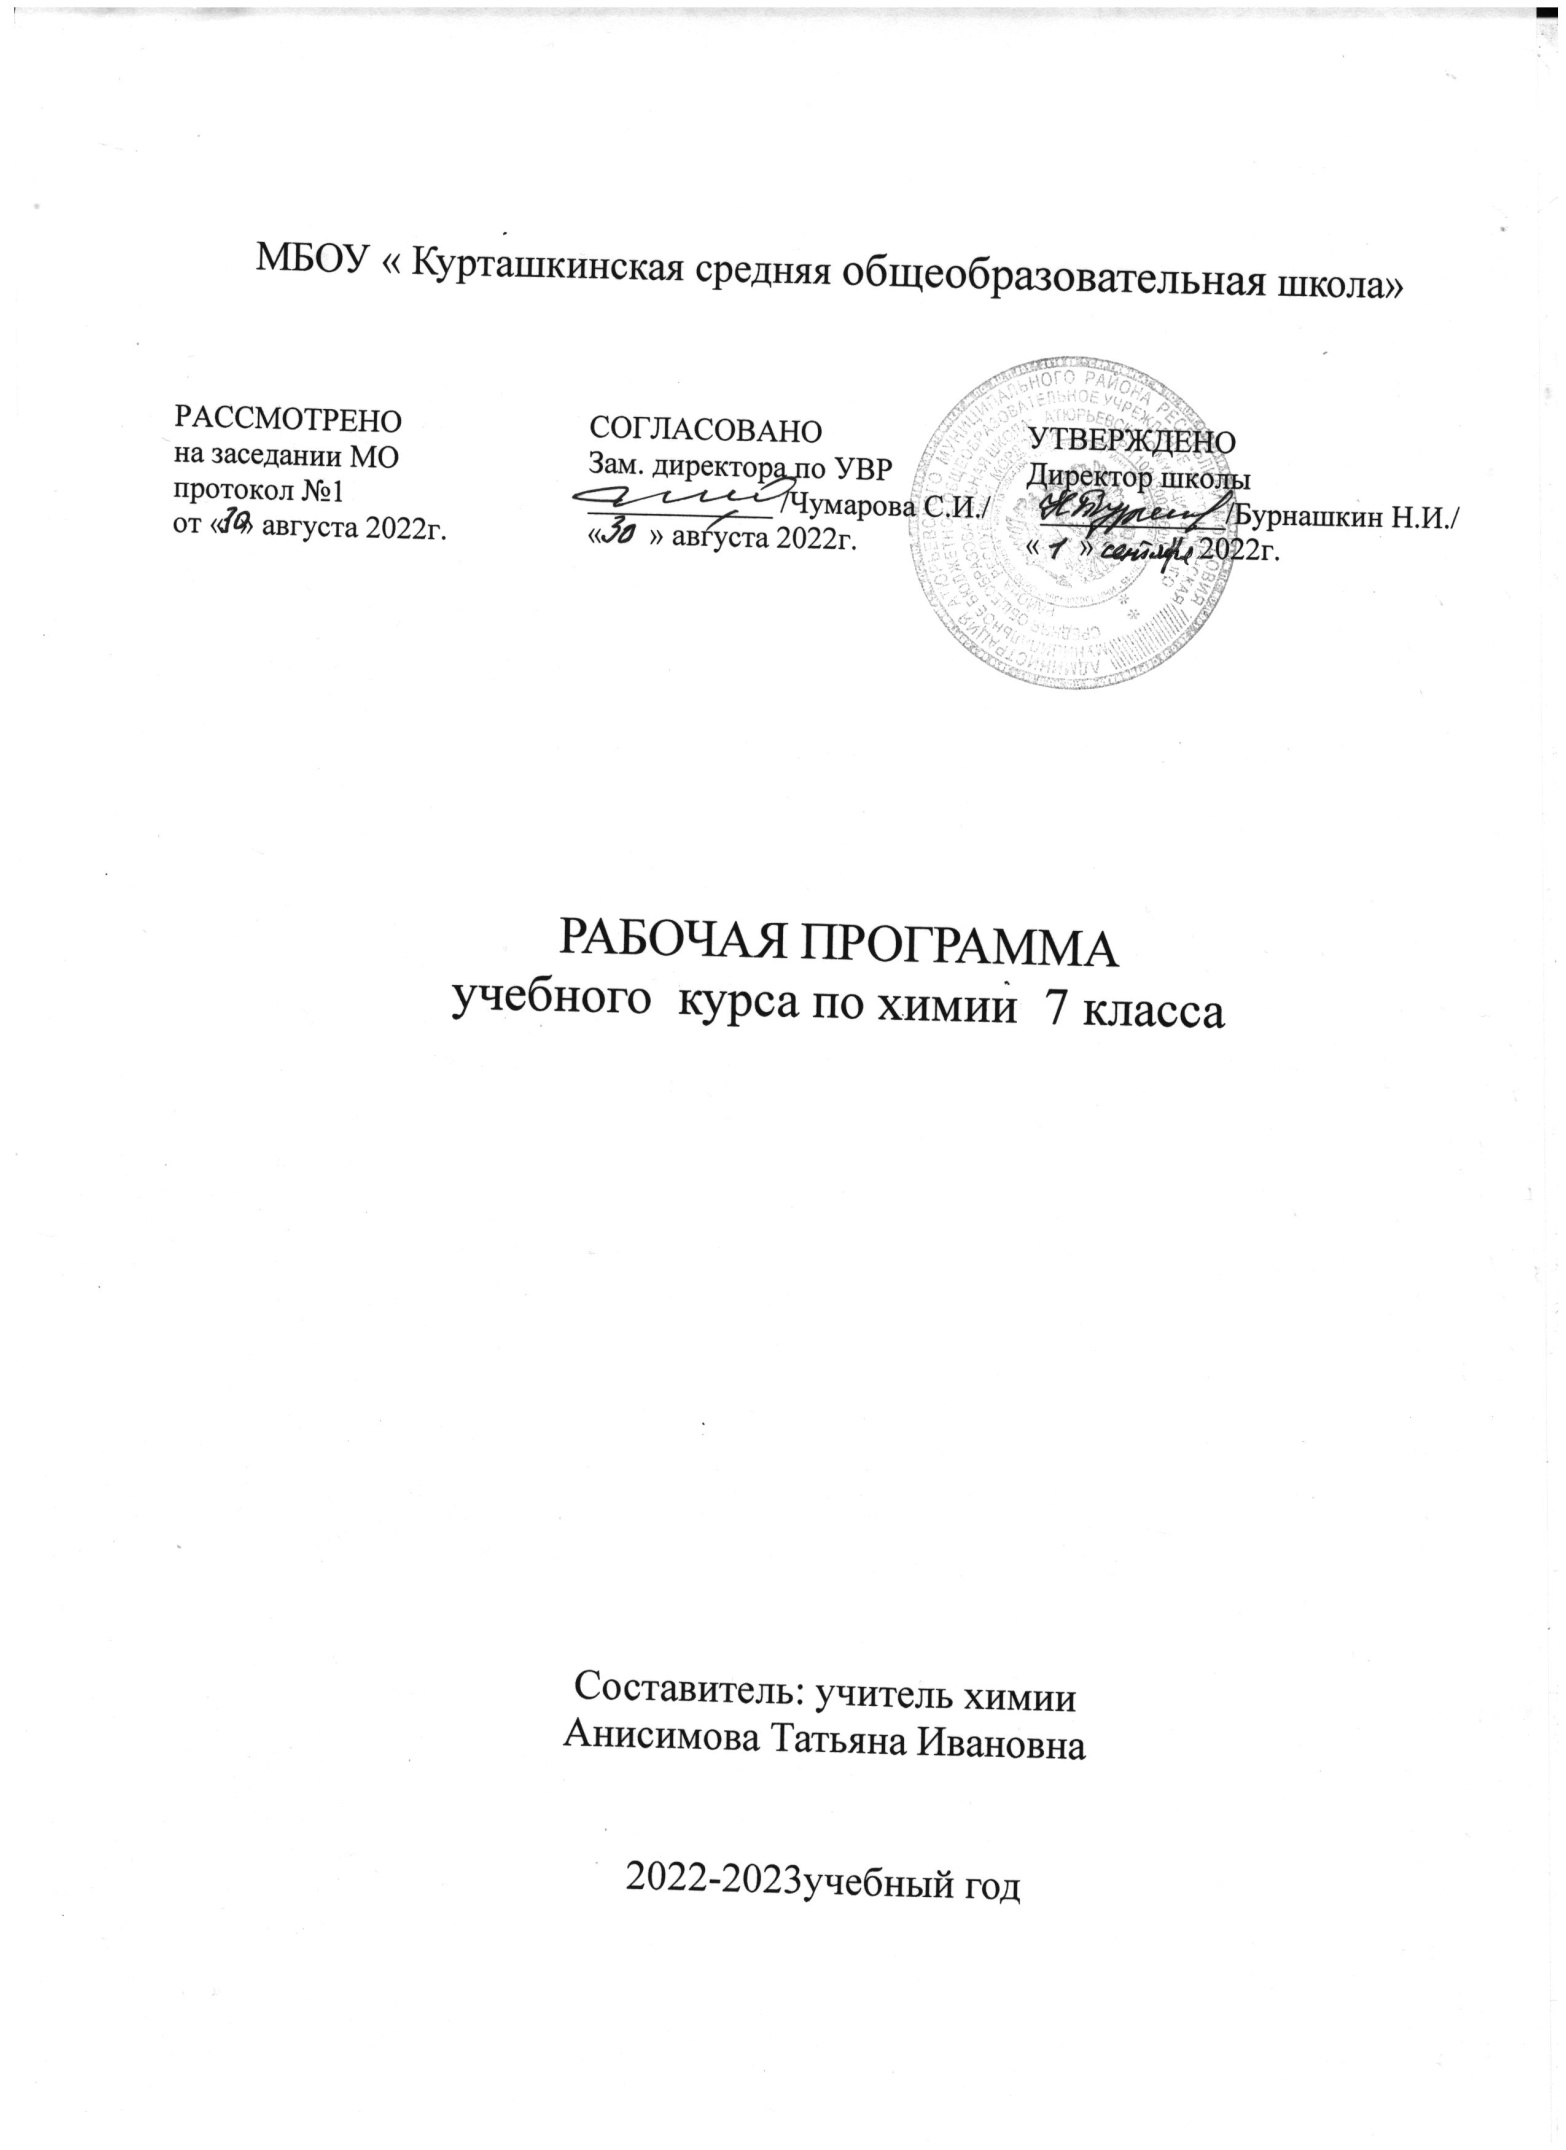 МБОУ « Курташкинская средняя общеобразовательная школа»
РАССМОТРЕНО
на заседании МО
протокол №1
от «30» августа 2022г.
СОГЛАСОВАНО
Зам. директора по УВР
/Чумарова С.И./
«30 » августа 2022г.
УТВЕРЖДЕНО
Директор школы
/Бурнашкин Н.И./
« 1 » сентября 2022г.
РАБОЧАЯ ПРОГРАММА
учебного курса по химии 7 класса
Составитель: учитель химии
Анисимова Татьяна Ивановна
2022-2023учебный год